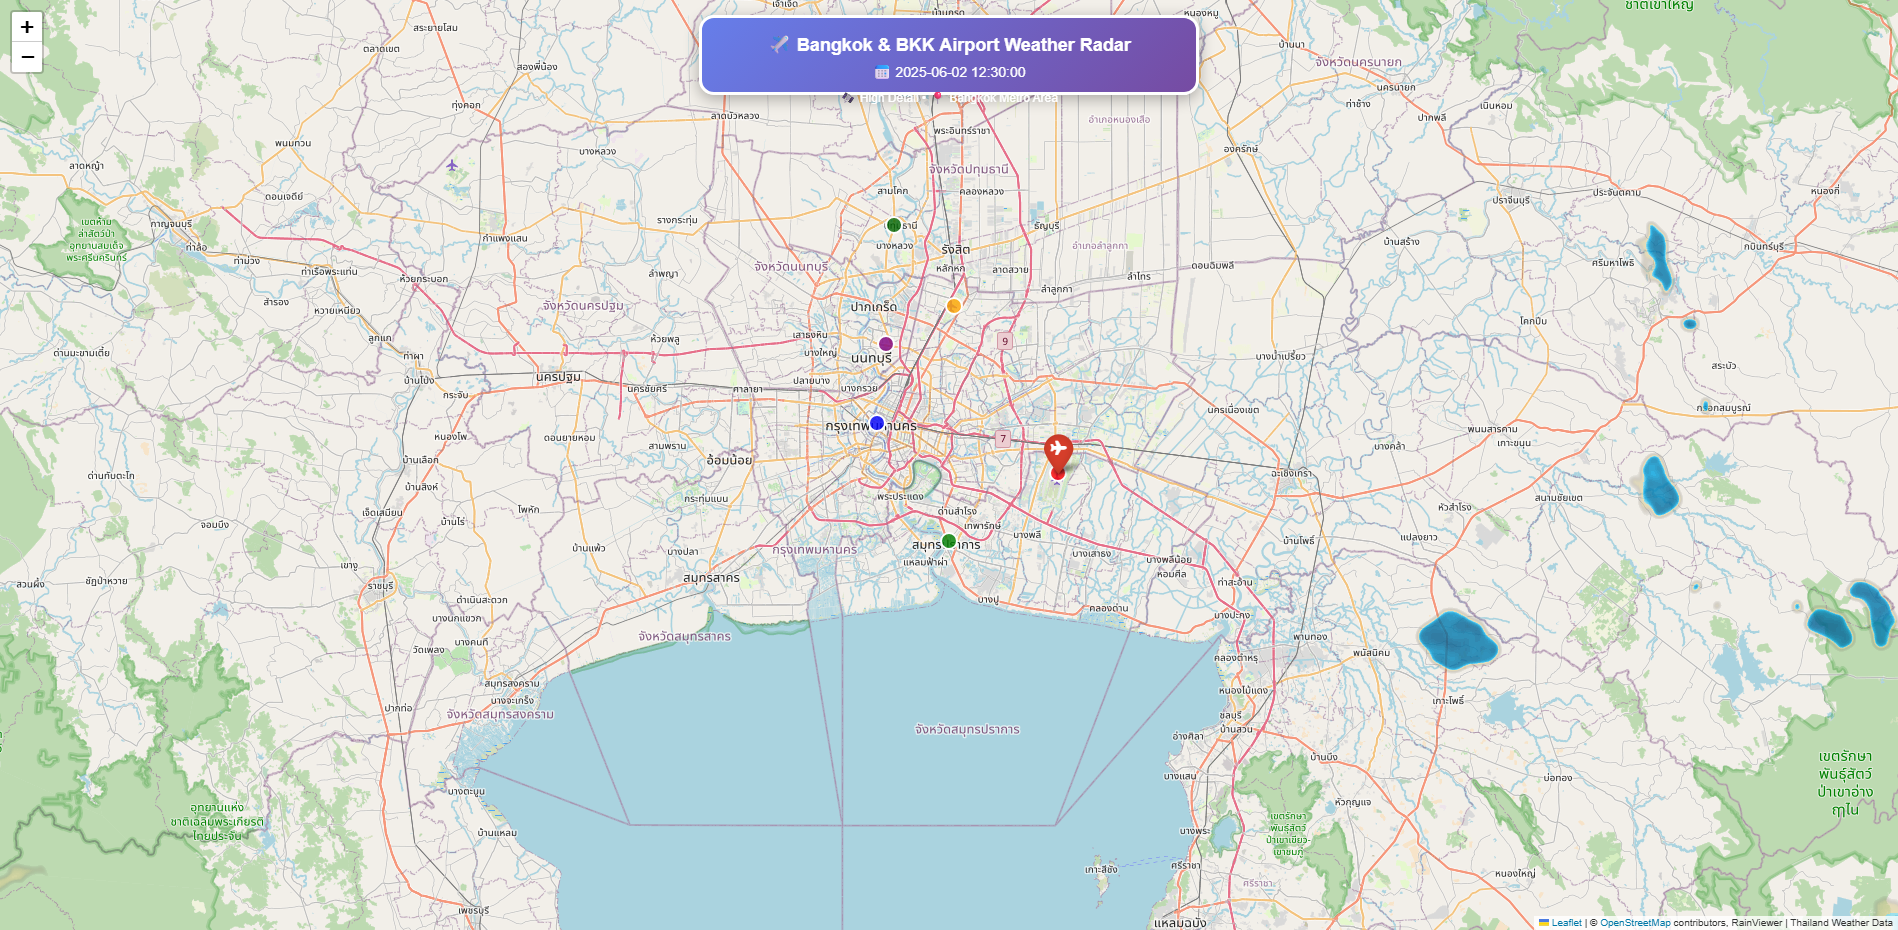 +
−
Bangkok & BKK Airport Weather Radar
2025-06-02 12:30:00
High Detail •
Bangkok Metro Area
สระยายโสม
ตลาดเขต
สองพี่น้อง
ทุ่งคอก
ลาดบัวหลวง
พระอินทราชา
อำเภอหนองเสือ
บ้านนา
จังหวัดนครนายก
นครนายก
ท่าช้าง
เนินหอม
ปากพลี
ชาติเขาใหญ่
พนมทวน
บางหลวง
ลาดหญ้า
องครักษ์
จังหวัดปทุมธานี
ดอนเจดีย์
สามโคก
คลองหลวง
ประจันตคาม
ปราจีนบุรี
หนองกี่
เขตห้าม
ล่าสัตว์ป่า
อุทยานสมเด็จ
พระศรีนครินทร์
กาญจนบุรี
ท่าล้อ
รางกระทุ่ม
กำแพงแสน
ธานี
ธัญบุรี
บางหลวง
รังสิต
อำเภอลำลูกกา
บ้านสร้าง
กบินทร์บุรี
ท่าม่วง
ท่าเรือพระแท่น
ห้วยกระบอก
ลำพญา
จังหวัดนนทบุรี
หลักหก
ลาดสวาย
ลำไทร
ดอนฉิมพลี
ศรีมหาโพธิ
ลำลูกกา
สำรอง
หวายเหนียว
จังหวัดนครปฐม
ปากเกร็ด
โคกปีบ
ลูกแก
ห้วยพลู
เสาธงหิน
9
ด่านมะขามเตี้ย
ท่าผา
บางใหญ่
นนทบุรี
บางน้ำเปรี้ยว
สระบัว
บ้านโป่ง
นครปฐม
นครชัยศรี
ศาลายา
ปลายบาง
บางกรวย
กระจับ
นครเนื่องเขต
หนองโพ
ดอนยายหอม
สามพราน
กรุงเทพมหานคร
7
พนมสารคาม
เกาะขนุน
บางคล้า
ด่านทับตะโก
บ้านเลือก
อ้อมน้อย
ฉะเชิงเทรา
บ้านสิงห์
กระทุ่มแบน
พระประแดง
สนามชัยเขต
หัวสำโรง
เจ็ดเสมียน
ไผ่หัก
ด่านสำโรง
จอมบึง
บ้านไร่
เทพารักษ์
บางพลี
แปลงยาว
บ้านโพธิ์
บ้านแพ้ว
บางปลา
กรุงเทพมหานคร
บางเสาธง
เขางู
แหลมฟ้าผ่า
บางพลีน้อย
หอมศีล
สวนผึ้ง
ชัฏป่าหวาย
ราชบุรี
สมุทรสาคร
ท่าสะอ้าน
ดำเนินสะดวก
บางปู
คลองด่าน
บางปะกง
บางนกแขวก
บางคนที
วัดเพลง
จังหวัดสมุทรสาคร
พานทอง
พนัสนิคม
คลองตำหรุ
สมุทรสงคราม
บางจะเกร็ง
หนองไม้แดง
เกาะโพธิ์
ปากท่อ
จังหวัดสมุทรสงคราม
จังหวัดสมุทรปราการ
ชลบุรี
บ้านสวน
อ่างศิลา
บ้านบึง
บางแสน
บ่อทอง
เขตรักษา
พันธุ์สัตว์
ป่าเขาอ่าง
ฤาไน
บางตะบูน
หัวกุญแจ
อุทยานแห่ง
ชาติเฉลิมพระเกียรติ
ไทยประจัน
บ้านแหลม
บางพระ
เขตรักษา
พันธุ์สัตว์
ป่าเขาเขียว-
เขาชมภู่
ศรีราชา
เกาะสีชัง
หนองใหญ่
ศรีราชา
เพชรบุรี
แหลมฉบัง
Leaflet | © OpenStreetMap contributors, RainViewer | Thailand Weather Data